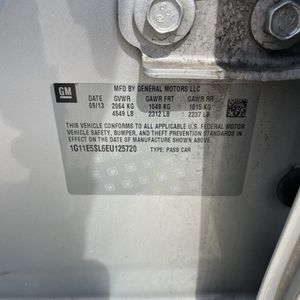 GM
MFD BY GENERAL MOTORS LLC
DATE GVWR GAWR FRT GAWR RR
09/13 2064 KG 1049 KG 1015 KG
4549 LB 2312 LB 2237 LB
THIS VEHICLE CONFORMS TO ALL APPLICABLE U.S. FEDERAL MOTOR
VEHICLE SAFETY, BUMPER, AND THEFT PREVENTION STANDARDS IN
EFFECT ON THE DATE OF MANUFACTURE SHOWN ABOVE.
1G11E5SL6EU125720 TYPE: PASS CAR